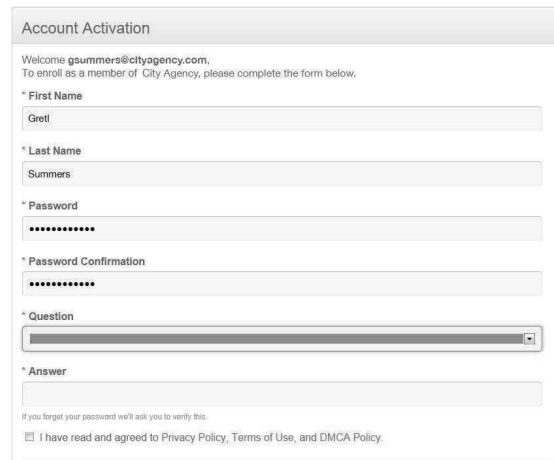 Account Activation
Welcome gsummers@cityagency.com,
To enroll as a member of City Agency, please complete the form below.
* First Name
Gretl
* Last Name
Summers
* Password
••••••••••••
* Password Confirmation
••••••••••••
* Question
* Answer
If you forget your password we'll ask you to verify this.
I have read and agreed to Privacy Policy, Terms of Use, and DMCA Policy.